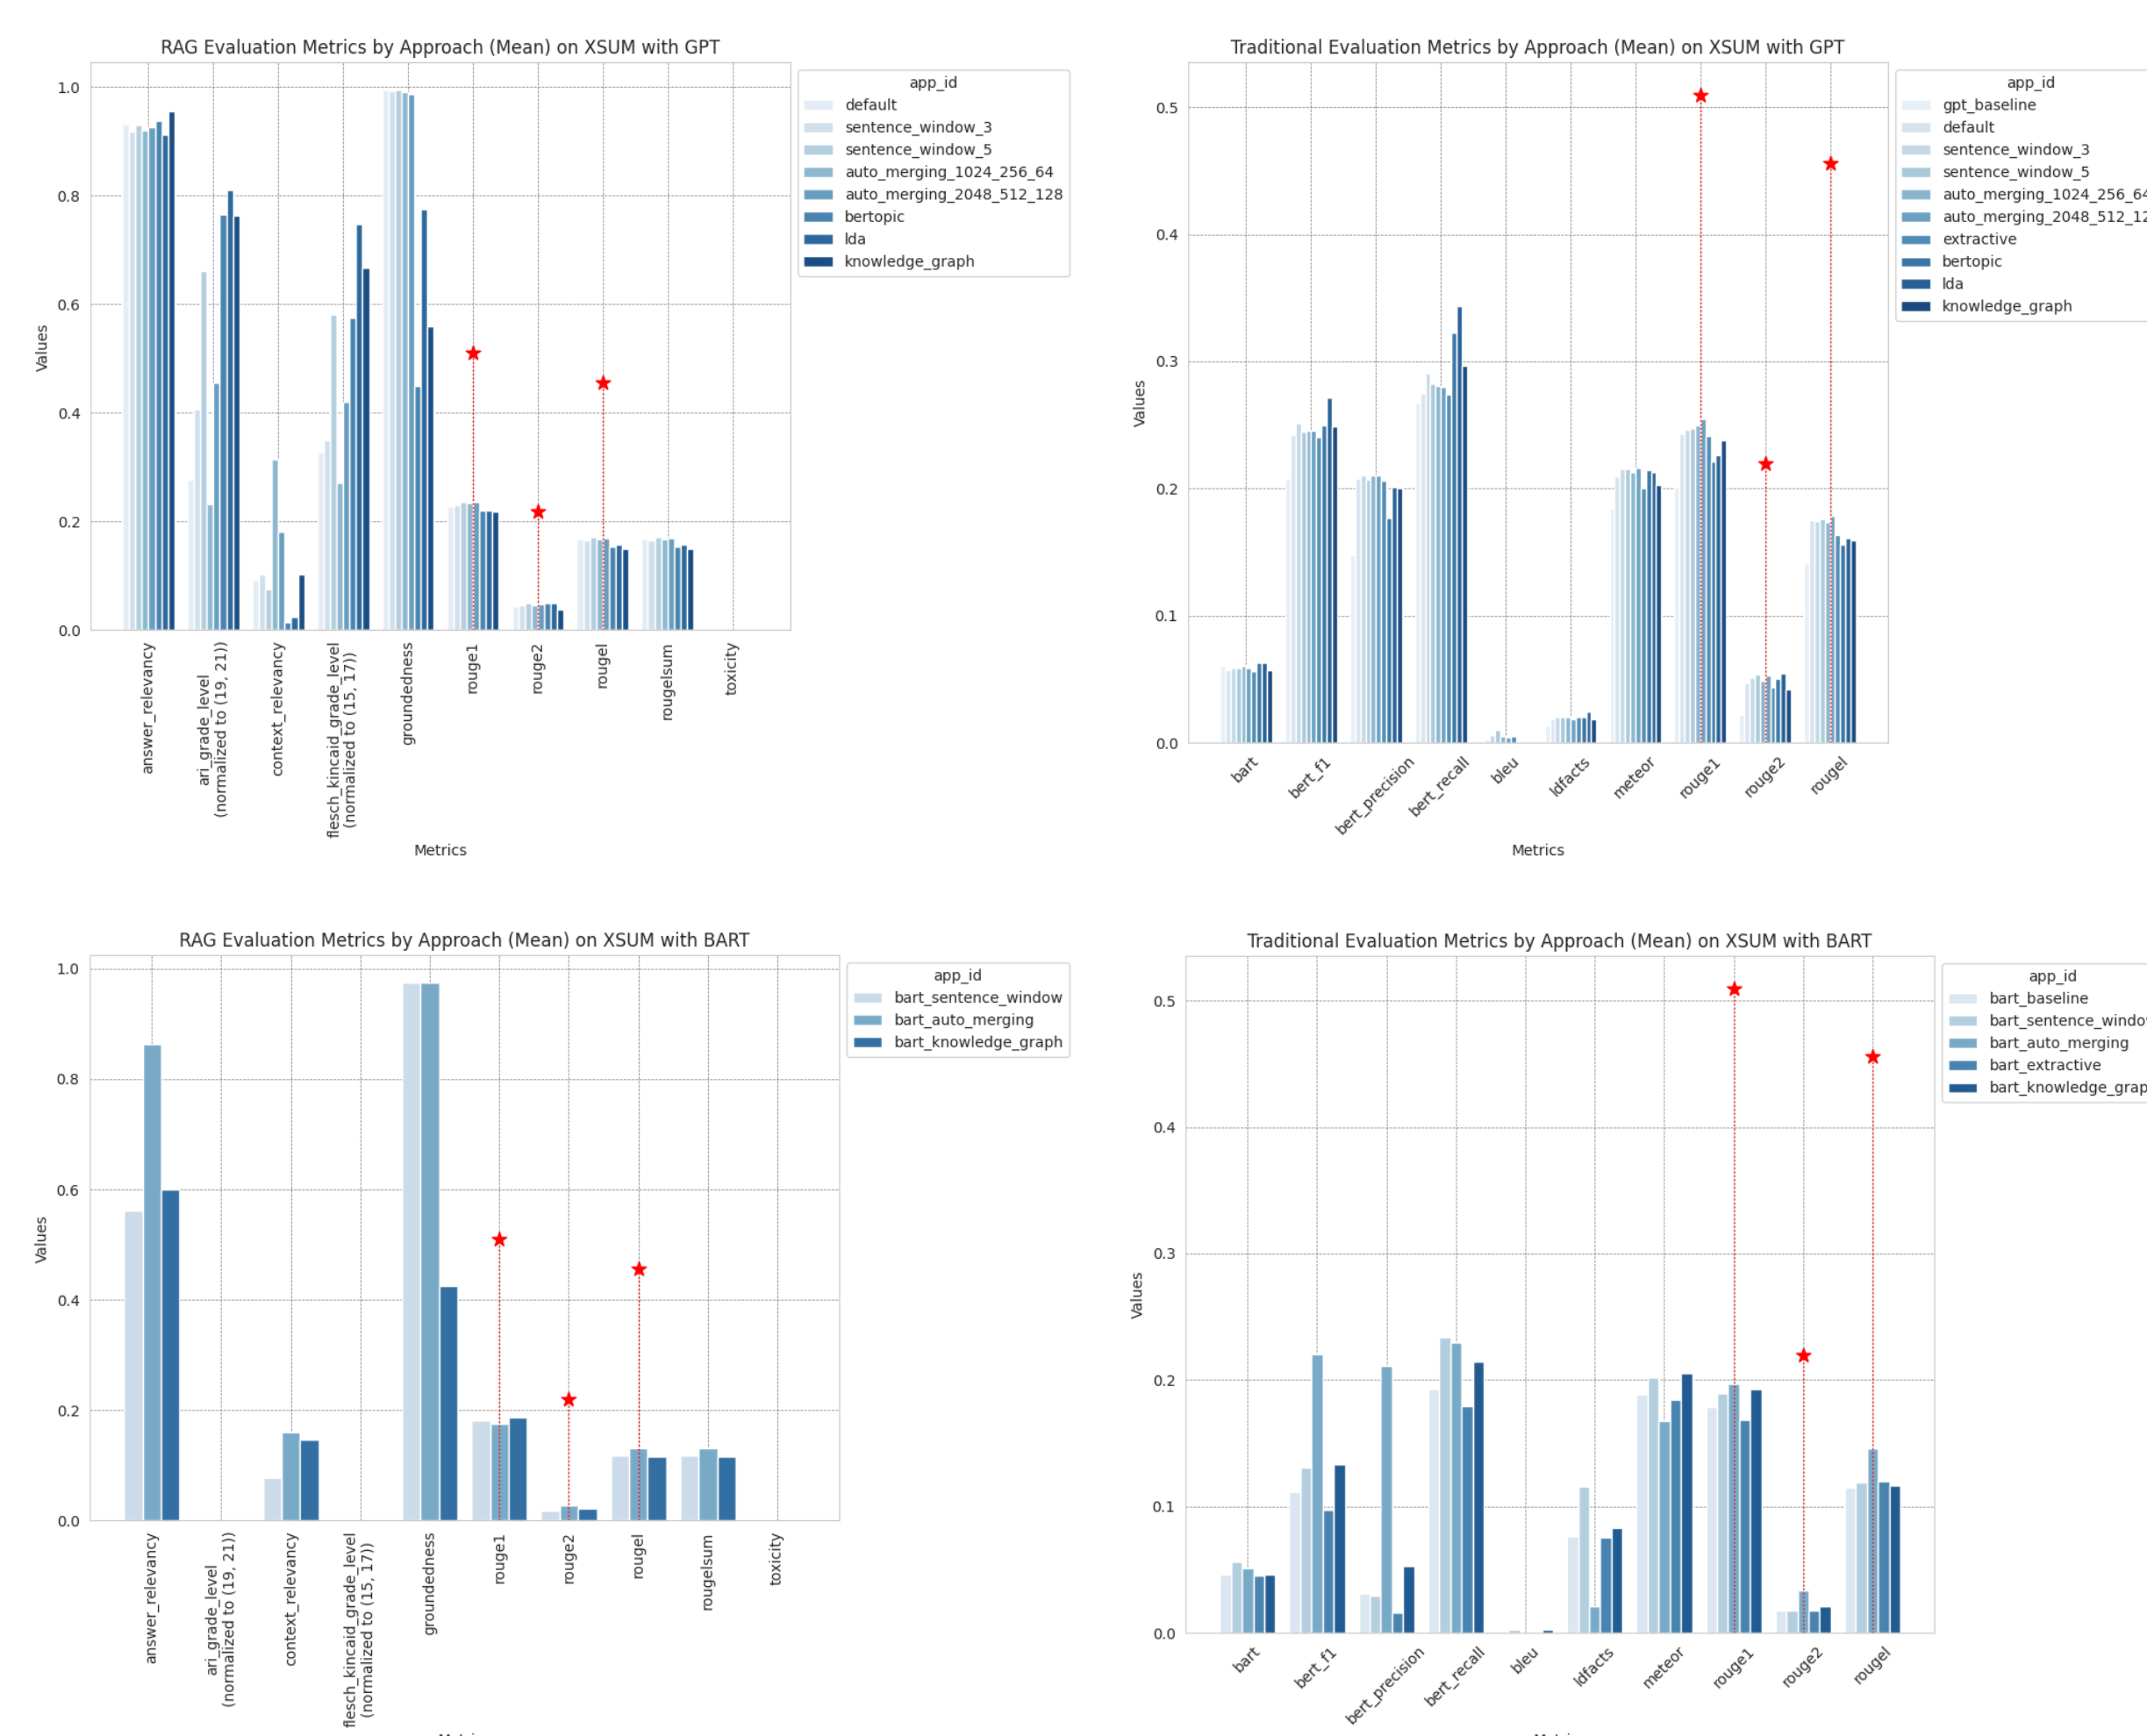 RAG Evaluation Metrics by Approach (Mean) on XSUM with GPT
Values
1.0
0.8
0.6
0.4
0.2
0.0
answer_relevancy
ari_grade_level
(normalized to (19, 21))
context_relevancy
flesch_kincaid_grade_level
(normalized to (15, 17))
groundedness
rouge1
rouge2
rougel
rougelsum
toxicity
Metrics
app_id
default
sentence_window_3
sentence_window_5
auto_merging_1024_256_64
auto_merging_2048_512_128
bertopic
lda
knowledge_graph
Traditional Evaluation Metrics by Approach (Mean) on XSUM with GPT
Values
0.5
0.4
0.3
0.2
0.1
0.0
bart
bert_f1
bert_precision
bert_recall
bleu
ldfacts
meteor
rouge1
rouge2
rougel
Metrics
app_id
gpt_baseline
default
sentence_window_3
sentence_window_5
auto_merging_1024_256_64
auto_merging_2048_512_12
extractive
bertopic
lda
knowledge_graph
RAG Evaluation Metrics by Approach (Mean) on XSUM with BART
Values
1.0
0.8
0.6
0.4
0.2
0.0
answer_relevancy
ari_grade_level
(normalized to (19, 21))
context_relevancy
flesch_kincaid_grade_level
(normalized to (15, 17))
groundedness
rouge1
rouge2
rougel
rougelsum
toxicity
app_id
bart_sentence_window
bart_auto_merging
bart_knowledge_graph
Traditional Evaluation Metrics by Approach (Mean) on XSUM with BART
Values
0.5
0.4
0.3
0.2
0.1
0.0
bart
bert_f1
bert_precision
bert_recall
bleu
ldfacts
meteor
rouge1
rouge2
rougel
app_id
bart_baseline
bart_sentence_window
bart_auto_merging
bart_extractive
bart_knowledge_grap